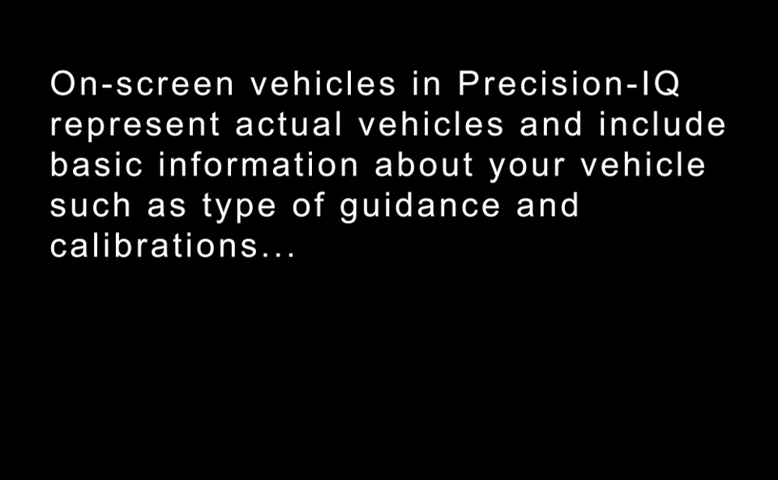 On-screen vehicles in Precision-IQ
represent actual vehicles and include
basic information about your vehicle
such as type of guidance and
calibrations...